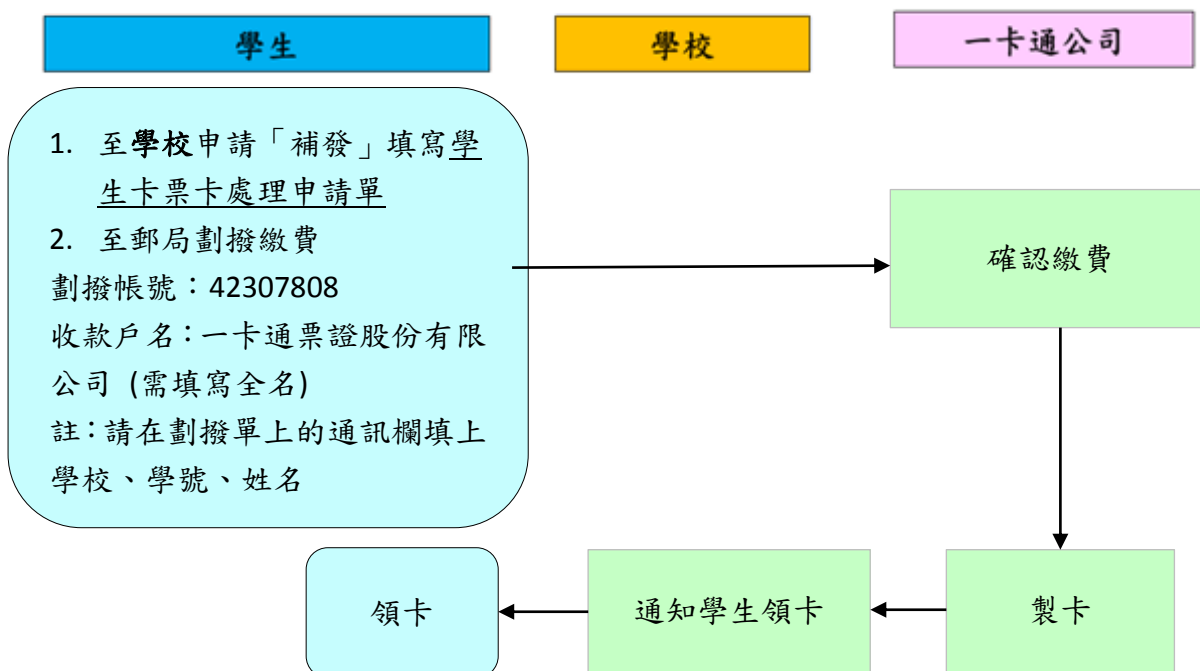 學生
學校
一卡通公司
1. 至學校申請「補發」填寫學
生卡票卡處理申請單
2. 至郵局劃撥繳費
劃撥帳號：42307808
收款戶名：一卡通票證股份有限
公司 (需填寫全名)
註：請在劃撥單上的通訊欄填上
學校、學號、姓名
確認繳費
製卡
通知學生領卡
領卡